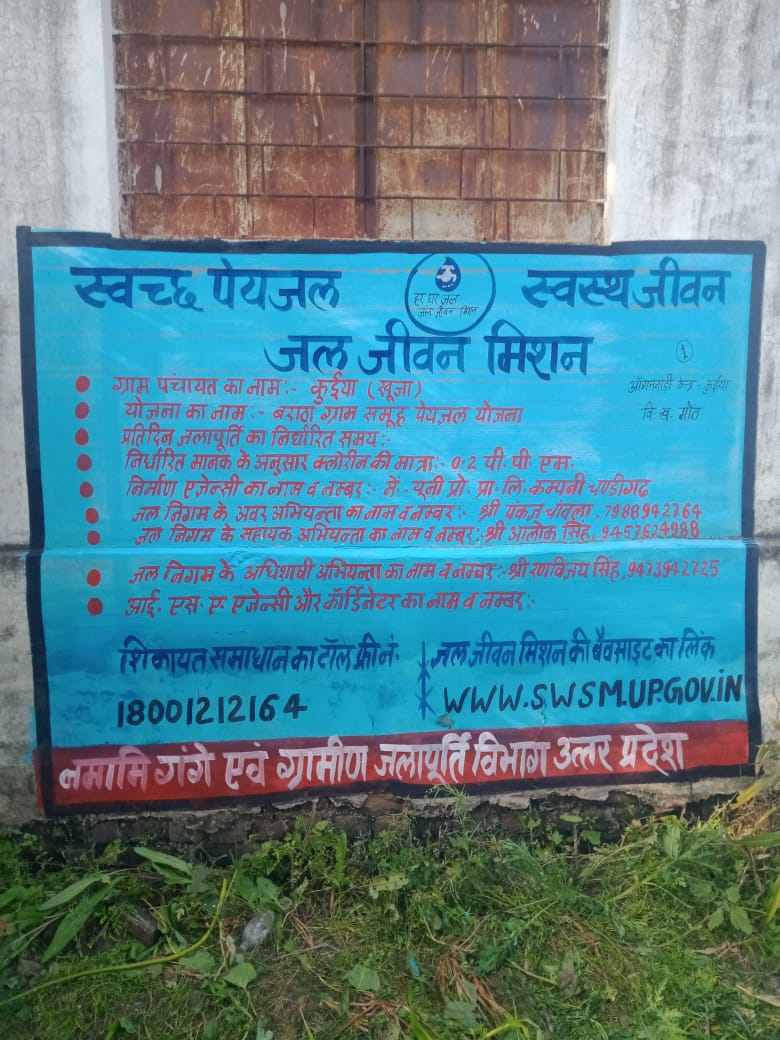 स्वच्छ पेयजल
हर घर जल
जल जीवन मिशन
स्वस्थ जीवन
जल जीवन मिशन
१
ऑगनवाडी केन्द्र - कुईया
वि. ख. मोंठ
ग्राम पंचायत का नाम :- कुईया (खूजा)
योजना का नाम :- बराठा ग्राम समूह पेयजल योजना
प्रतिदिन जलापूर्ति का निर्धारित समय :-
निर्धारित मानक के अनुसार क्लोरीन की मात्रा :- 0.2 पी. पी. एम.
निर्माण एजेन्सी का नाम व नम्बर :- में - यूनी प्रो. प्रा. लि. कम्पनी चण्डीगढ़
जल निगम के अवर अभियन्ता का नाम व नम्बर :- श्री पंकज चावला, 7988942764
जल निगम के सहायक अभियन्ता का नाम व नम्बर :- श्री आलोक सिंह, 9457624988
जल निगम के अधिशाषी अभियन्ता का नाम व नम्बर :- श्री रणविजय सिंह, 9473942725
आई. एस. ए. एजेन्सी और कॉर्डिनेटर का नाम व नम्बर :-
शिकायत समाधान का टॉल फ्री नं.
18001212164
जल जीवन मिशन की बैवसाइट का लिंक
WWW.SWSM.UP.GOV.iN
नमामि गंगे एवं ग्रामीण जलापूर्ति विभाग उत्तर प्रदेश